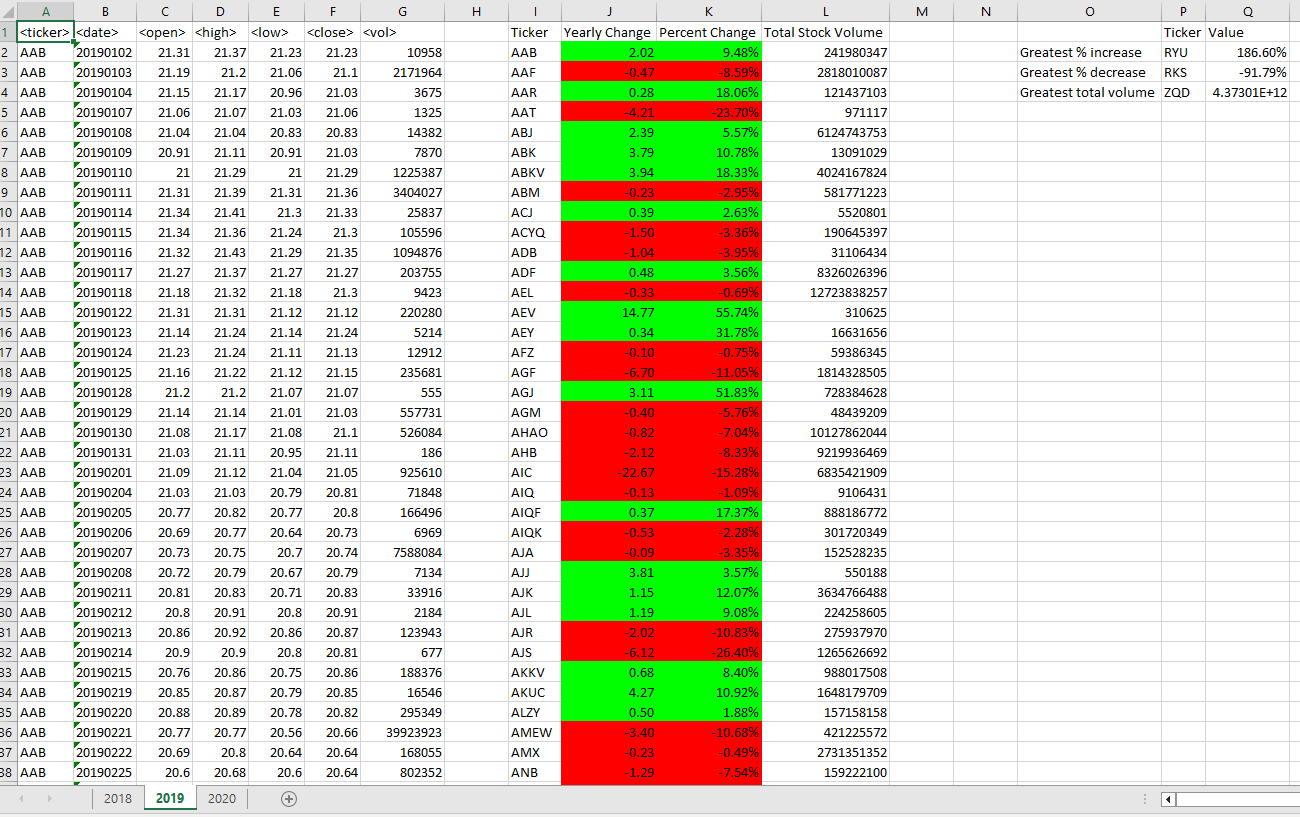 A B C D E F G H I J K L M N O P Q
1 <ticker> <date> <open> <high> <low> <close> <vol> Ticker Yearly Change Percent Change Total Stock Volume Ticker Value
2 AAB 20190102 21.31 21.37 21.23 21.23 10958 AAB 2.02 9.48% 241980347 Greatest % increase RYU 186.60%
3 AAB 20190103 21.19 21.2 21.06 21.1 2171964 AAF -0.47 -8.59% 2818010087 Greatest % decrease RKS -91.79%
4 AAB 20190104 21.15 21.17 20.96 21.03 3675 AAR 0.28 18.06% 121437103 Greatest total volume ZQD 4.37301E+12
5 AAB 20190107 21.06 21.07 21.03 21.06 1325 AAT -4.21 -23.70% 971117
6 AAB 20190108 21.04 21.04 20.83 20.83 14382 ABJ 2.39 5.57% 6124743753
7 AAB 20190109 20.91 21.11 20.91 21.03 7870 ABK 3.79 10.78% 13091029
8 AAB 20190110 21 21.29 21 21.29 1225387 ABKV 3.94 18.33% 4024167824
9 AAB 20190111 21.31 21.39 21.31 21.36 3404027 ABM -0.23 -2.95% 581771223
10 AAB 20190114 21.34 21.41 21.3 21.33 25837 ACJ 0.39 2.63% 5520801
11 AAB 20190115 21.34 21.36 21.24 21.3 105596 ACYQ -1.50 -3.36% 190645397
12 AAB 20190116 21.32 21.43 21.29 21.35 1094876 ADB -1.04 -3.95% 31106434
13 AAB 20190117 21.27 21.37 21.27 21.27 203755 ADF 0.48 3.56% 8326026396
14 AAB 20190118 21.18 21.32 21.18 21.3 9423 AEL -0.33 -0.69% 12723838257
15 AAB 20190122 21.31 21.31 21.12 21.12 220280 AEV 14.77 55.74% 310625
16 AAB 20190123 21.14 21.24 21.14 21.24 5214 AEY 0.34 31.78% 16631656
17 AAB 20190124 21.23 21.24 21.11 21.13 12912 AFZ -0.10 -0.75% 59386345
18 AAB 20190125 21.16 21.22 21.12 21.15 235681 AGF -6.70 -11.05% 1814328505
19 AAB 20190128 21.2 21.2 21.07 21.07 555 AGJ 3.11 51.83% 728384628
20 AAB 20190129 21.14 21.14 21.01 21.03 557731 AGM -0.40 -5.76% 48439209
21 AAB 20190130 21.08 21.17 21.08 21.1 526084 AHAO -0.82 -7.04% 10127862044
22 AAB 20190131 21.03 21.11 20.95 21.11 186 AHB -2.12 -8.33% 9219936469
23 AAB 20190201 21.09 21.12 21.04 21.05 925610 AIC -22.67 -15.28% 6835421909
24 AAB 20190204 21.03 21.03 20.79 20.81 71848 AIQ -0.13 -1.09% 9106431
25 AAB 20190205 20.77 20.82 20.77 20.8 166496 AIQF 0.37 17.37% 888186772
26 AAB 20190206 20.69 20.77 20.64 20.73 6969 AIQK -0.53 -2.28% 301720349
27 AAB 20190207 20.73 20.75 20.7 20.74 7588084 AJA -0.09 -3.35% 152528235
28 AAB 20190208 20.72 20.79 20.67 20.79 7134 AJJ 3.81 3.57% 550188
29 AAB 20190211 20.81 20.83 20.71 20.83 33916 AJK 1.15 12.07% 3634766488
30 AAB 20190212 20.8 20.91 20.8 20.91 2184 AJL 1.19 9.08% 224258605
31 AAB 20190213 20.86 20.92 20.86 20.87 123943 AJR -2.02 -10.83% 275937970
32 AAB 20190214 20.9 20.9 20.8 20.81 677 AJS -6.12 -26.40% 1265626692
33 AAB 20190215 20.76 20.86 20.75 20.86 188376 AKKV 0.68 8.40% 988017508
34 AAB 20190219 20.85 20.87 20.79 20.85 16546 AKUC 4.27 10.92% 1648179709
35 AAB 20190220 20.88 20.89 20.78 20.82 295349 ALZY 0.50 1.88% 157158158
36 AAB 20190221 20.77 20.77 20.56 20.66 39923923 AMEW -3.40 -10.68% 421225572
37 AAB 20190222 20.69 20.8 20.64 20.64 168055 AMX -0.23 -0.49% 2731351352
38 AAB 20190225 20.6 20.68 20.6 20.64 802352 ANB -1.29 -7.54% 159222100
2018 2019 2020